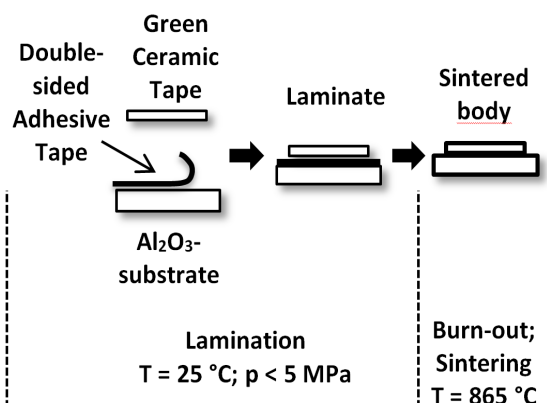 Green
Ceramic
Tape
Double-
sided
Adhesive
Tape
Laminate
Sintered
body
Al₂O₃-
substrate
Lamination
T = 25 °C; p < 5 MPa
Burn-out;
Sintering
T = 865 °C